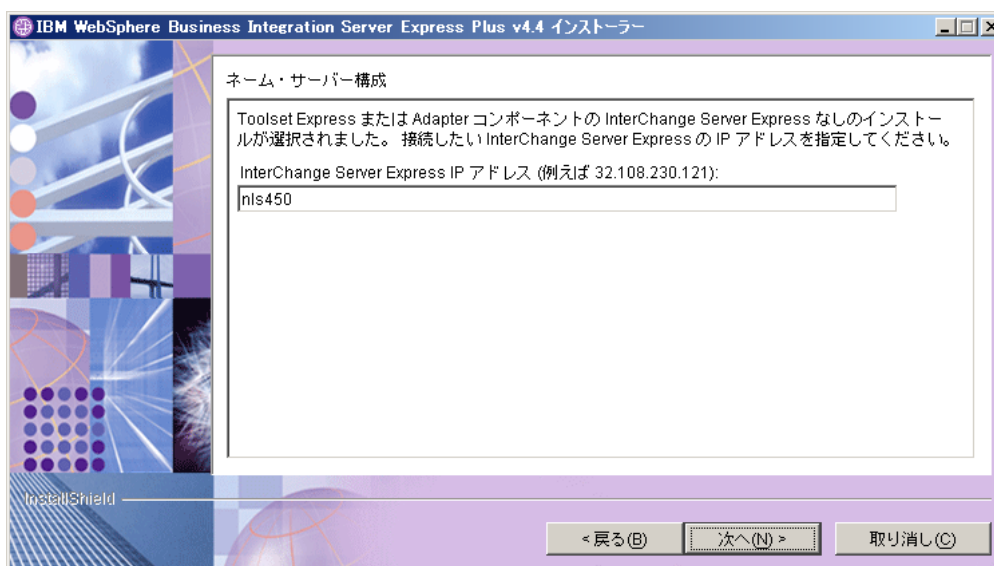 IBM WebSphere Business Integration Server Express Plus v4.4 インストーラー
ネーム・サーバー構成
Toolset Express または Adapter コンポーネントの InterChange Server Express なしのインストー
ルが選択されました。 接続したい InterChange Server Express の IP アドレスを指定してください。
InterChange Server Express IP アドレス (例えば 32.108.230.121):
nls450
InstallShield
< 戻る(B) 次へ(N) > 取り消し(C)